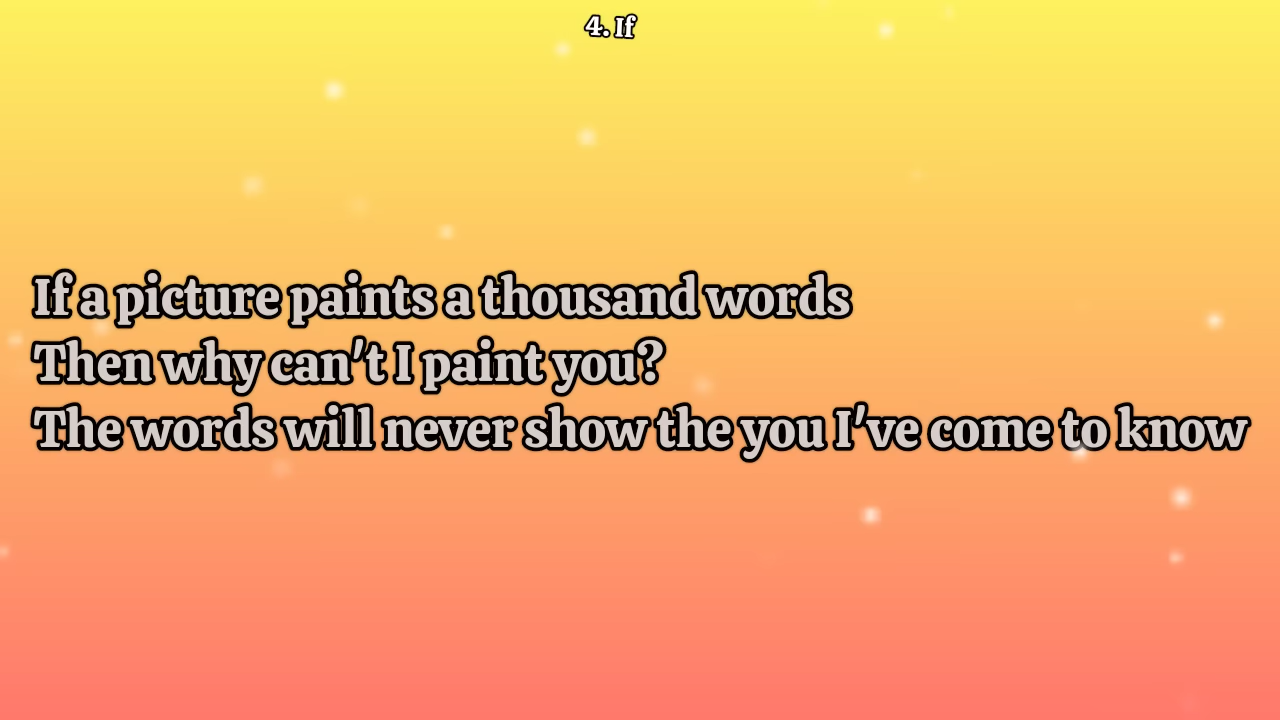 4. If
If a picture paints a thousand words
Then why can't I paint you?
The words will never show the you I've come to know